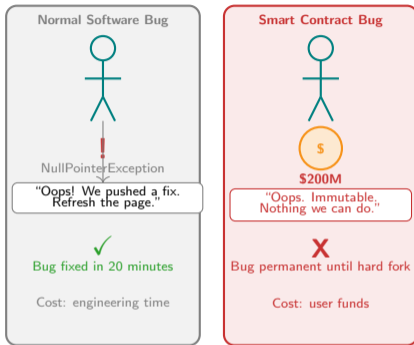 Normal Software Bug
!
NullPointerException
"Oops! We pushed a fix.
Refresh the page."
✓
Bug fixed in 20 minutes
Cost: engineering time
Smart Contract Bug
$
$200M
"Oops. Immutable.
Nothing we can do."
X
Bug permanent until hard fork
Cost: user funds